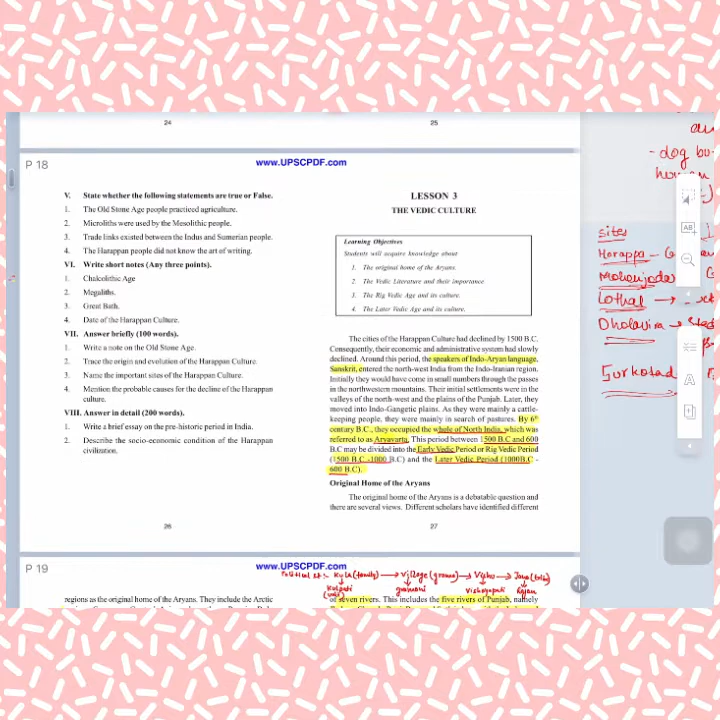 24
25
P 18
www.UPSCPDF.com
V. State whether the following statements are true or False.
1. The Old Stone Age people practiced agriculture.
2. Microliths were used by the Mesolithic people.
3. Trade links existed between the Indus and Sumerian people.
4. The Harappan people did not know the art of writing.
VI. Write short notes (Any three points).
1. Chalcolithic Age
2. Megaliths.
3. Great Bath.
4. Date of the Harappan Culture.
VII. Answer briefly (100 words).
1. Write a note on the Old Stone Age.
2. Trace the origin and evolution of the Harappan Culture.
3. Name the important sites of the Harappan Culture.
4. Mention the probable causes for the decline of the Harappan
culture.
VIII. Answer in detail (200 words).
1. Write a brief essay on the pre-historic period in India.
2. Describe the socio-economic condition of the Harappan
civilization.
26
LESSON 3
THE VEDIC CULTURE
Learning Objectives
Students will acquire knowledge about
1. The original home of the Aryans.
2. The Vedic Literature and their importance
3. The Rig Vedic Age and its culture.
4. The Later Vedic Age and its culture.
The cities of the Harappan Culture had declined by 1500 B.C.
Consequently, their economic and administrative system had slowly
declined. Around this period, the speakers of Indo-Aryan language,
Sanskrit, entered the north-west India from the Indo-Iranian region.
Initially they would have come in small numbers through the passes
in the northwestern mountains. Their initial settlements were in the
valleys of the north-west and the plains of the Punjab. Later, they
moved into Indo-Gangetic plains. As they were mainly a cattle-
keeping people, they were mainly in search of pastures. By 6th
century B.C., they occupied the whole of North India, which was
referred to as Aryavarta. This period between 1500 B.C and 600
B.C may be divided into the Early Vedic Period or Rig Vedic Period
(1500 B.C -1000 B.C) and the Later Vedic Period (1000B.C -
600 B.C).
Original Home of the Aryans
The original home of the Aryans is a debatable question and
there are several views. Different scholars have identified different
27
- dog bu
sites
Harappa -
Mohenjodar
Lothal →
Dholavira →
Surkotad
P 19
www.UPSCPDF.com
Kula (family) → Village (grama) → Vishu → Jana (tribe)
Kulpati gramani Vishayapati Rajan
regions as the original home of the Aryans. They include the Arctic
of seven rivers. This includes the five rivers of Punjab, namely